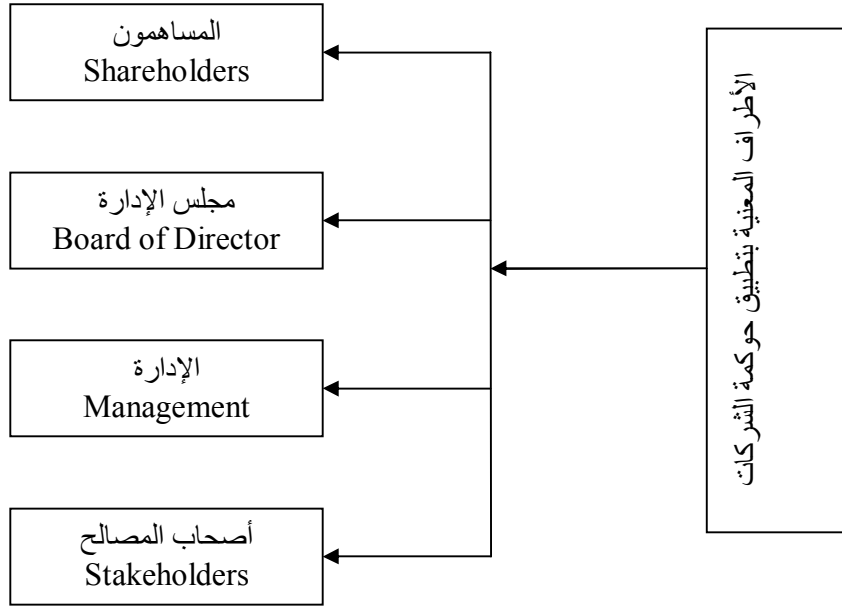 الأطراف المعنية بتطبيق حوكمة الشركات
المساهمون
Shareholders
مجلس الإدارة
Board of Director
الإدارة
Management
أصحاب المصالح
Stakeholders